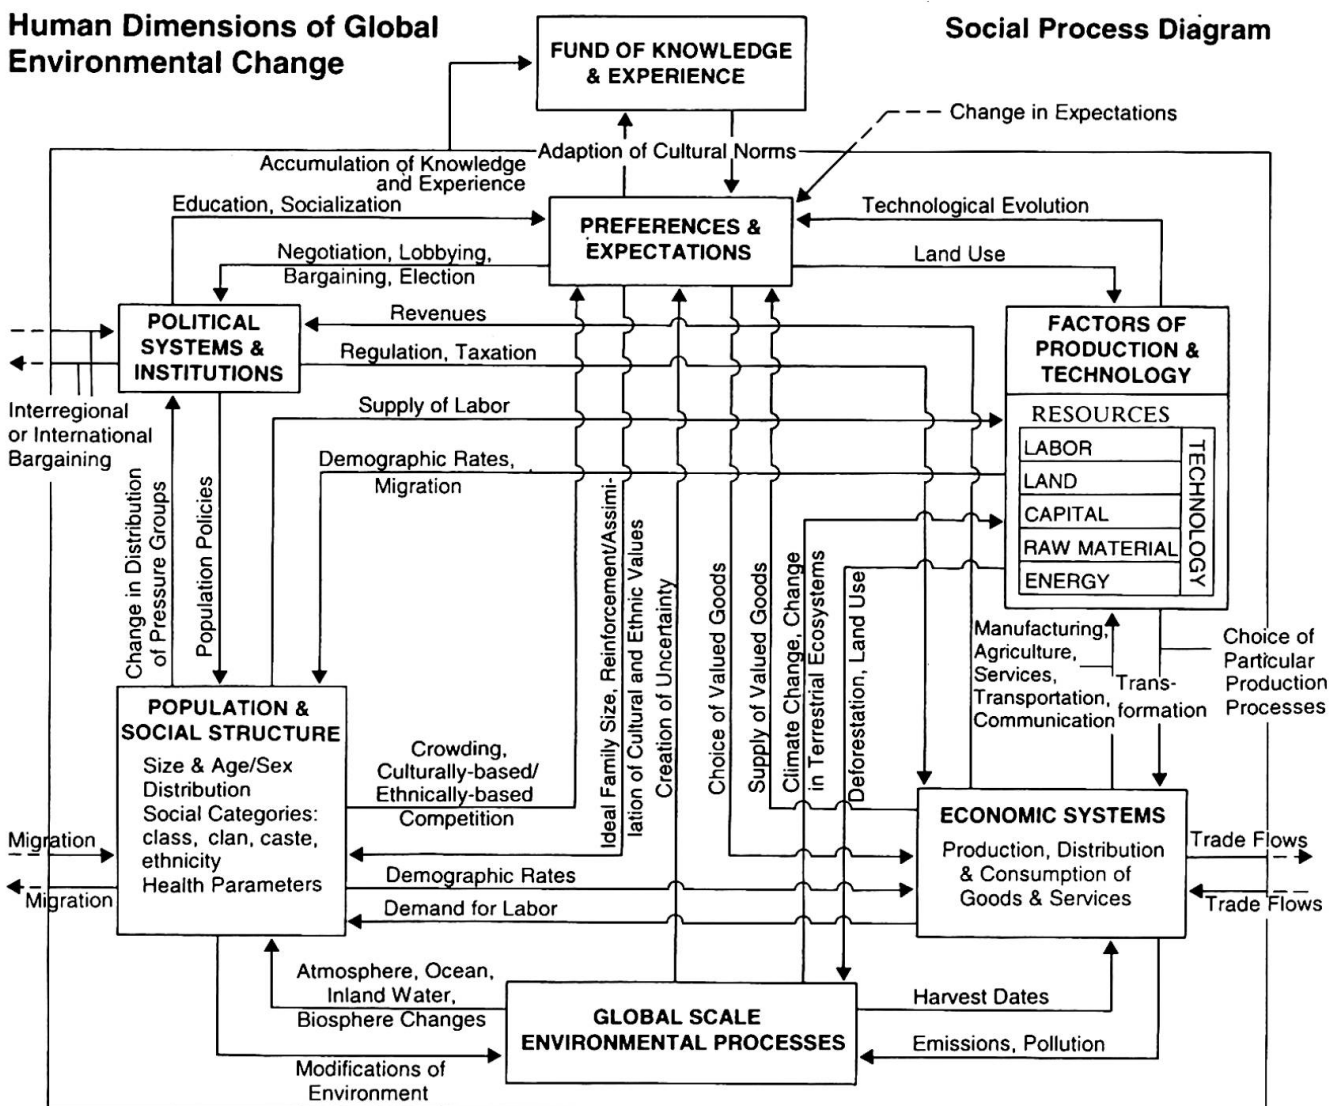 Human Dimensions of Global
Environmental Change
Social Process Diagram
FUND OF KNOWLEDGE
& EXPERIENCE
Change in Expectations
Adaption of Cultural Norms
Accumulation of Knowledge
and Experience
Education, Socialization
PREFERENCES &
EXPECTATIONS
Technological Evolution
Negotiation, Lobbying,
Bargaining, Election
Land Use
POLITICAL
SYSTEMS &
INSTITUTIONS
Revenues
Regulation, Taxation
FACTORS OF
PRODUCTION &
TECHNOLOGY
Interregional
or International
Bargaining
Supply of Labor
RESOURCES
LABOR
LAND
CAPITAL
RAW MATERIAL
ENERGY
TECHNOLOGY
Demographic Rates,
Migration
Change in Distribution
of Pressure Groups
Population Policies
Ideal Family Size, Reinforcement/Assimi-
lation of Cultural and Ethnic Values
Creation of Uncertainty
Choice of Valued Goods
Supply of Valued Goods
Climate Change, Change
in Terrestrial Ecosystems
Deforestation, Land Use
Manufacturing,
Agriculture,
Services,
Transportation,
Communication
Trans-
formation
Choice of
Particular
Production
Processes
POPULATION &
SOCIAL STRUCTURE
Size & Age/Sex
Distribution
Social Categories:
class, clan, caste,
ethnicity
Health Parameters
Crowding,
Culturally-based/
Ethnically-based
Competition
ECONOMIC SYSTEMS
Production, Distribution
& Consumption of
Goods & Services
Migration
Migration
Trade Flows
Trade Flows
Demographic Rates
Demand for Labor
Atmosphere, Ocean,
Inland Water,
Biosphere Changes
GLOBAL SCALE
ENVIRONMENTAL PROCESSES
Harvest Dates
Emissions, Pollution
Modifications of
Environment